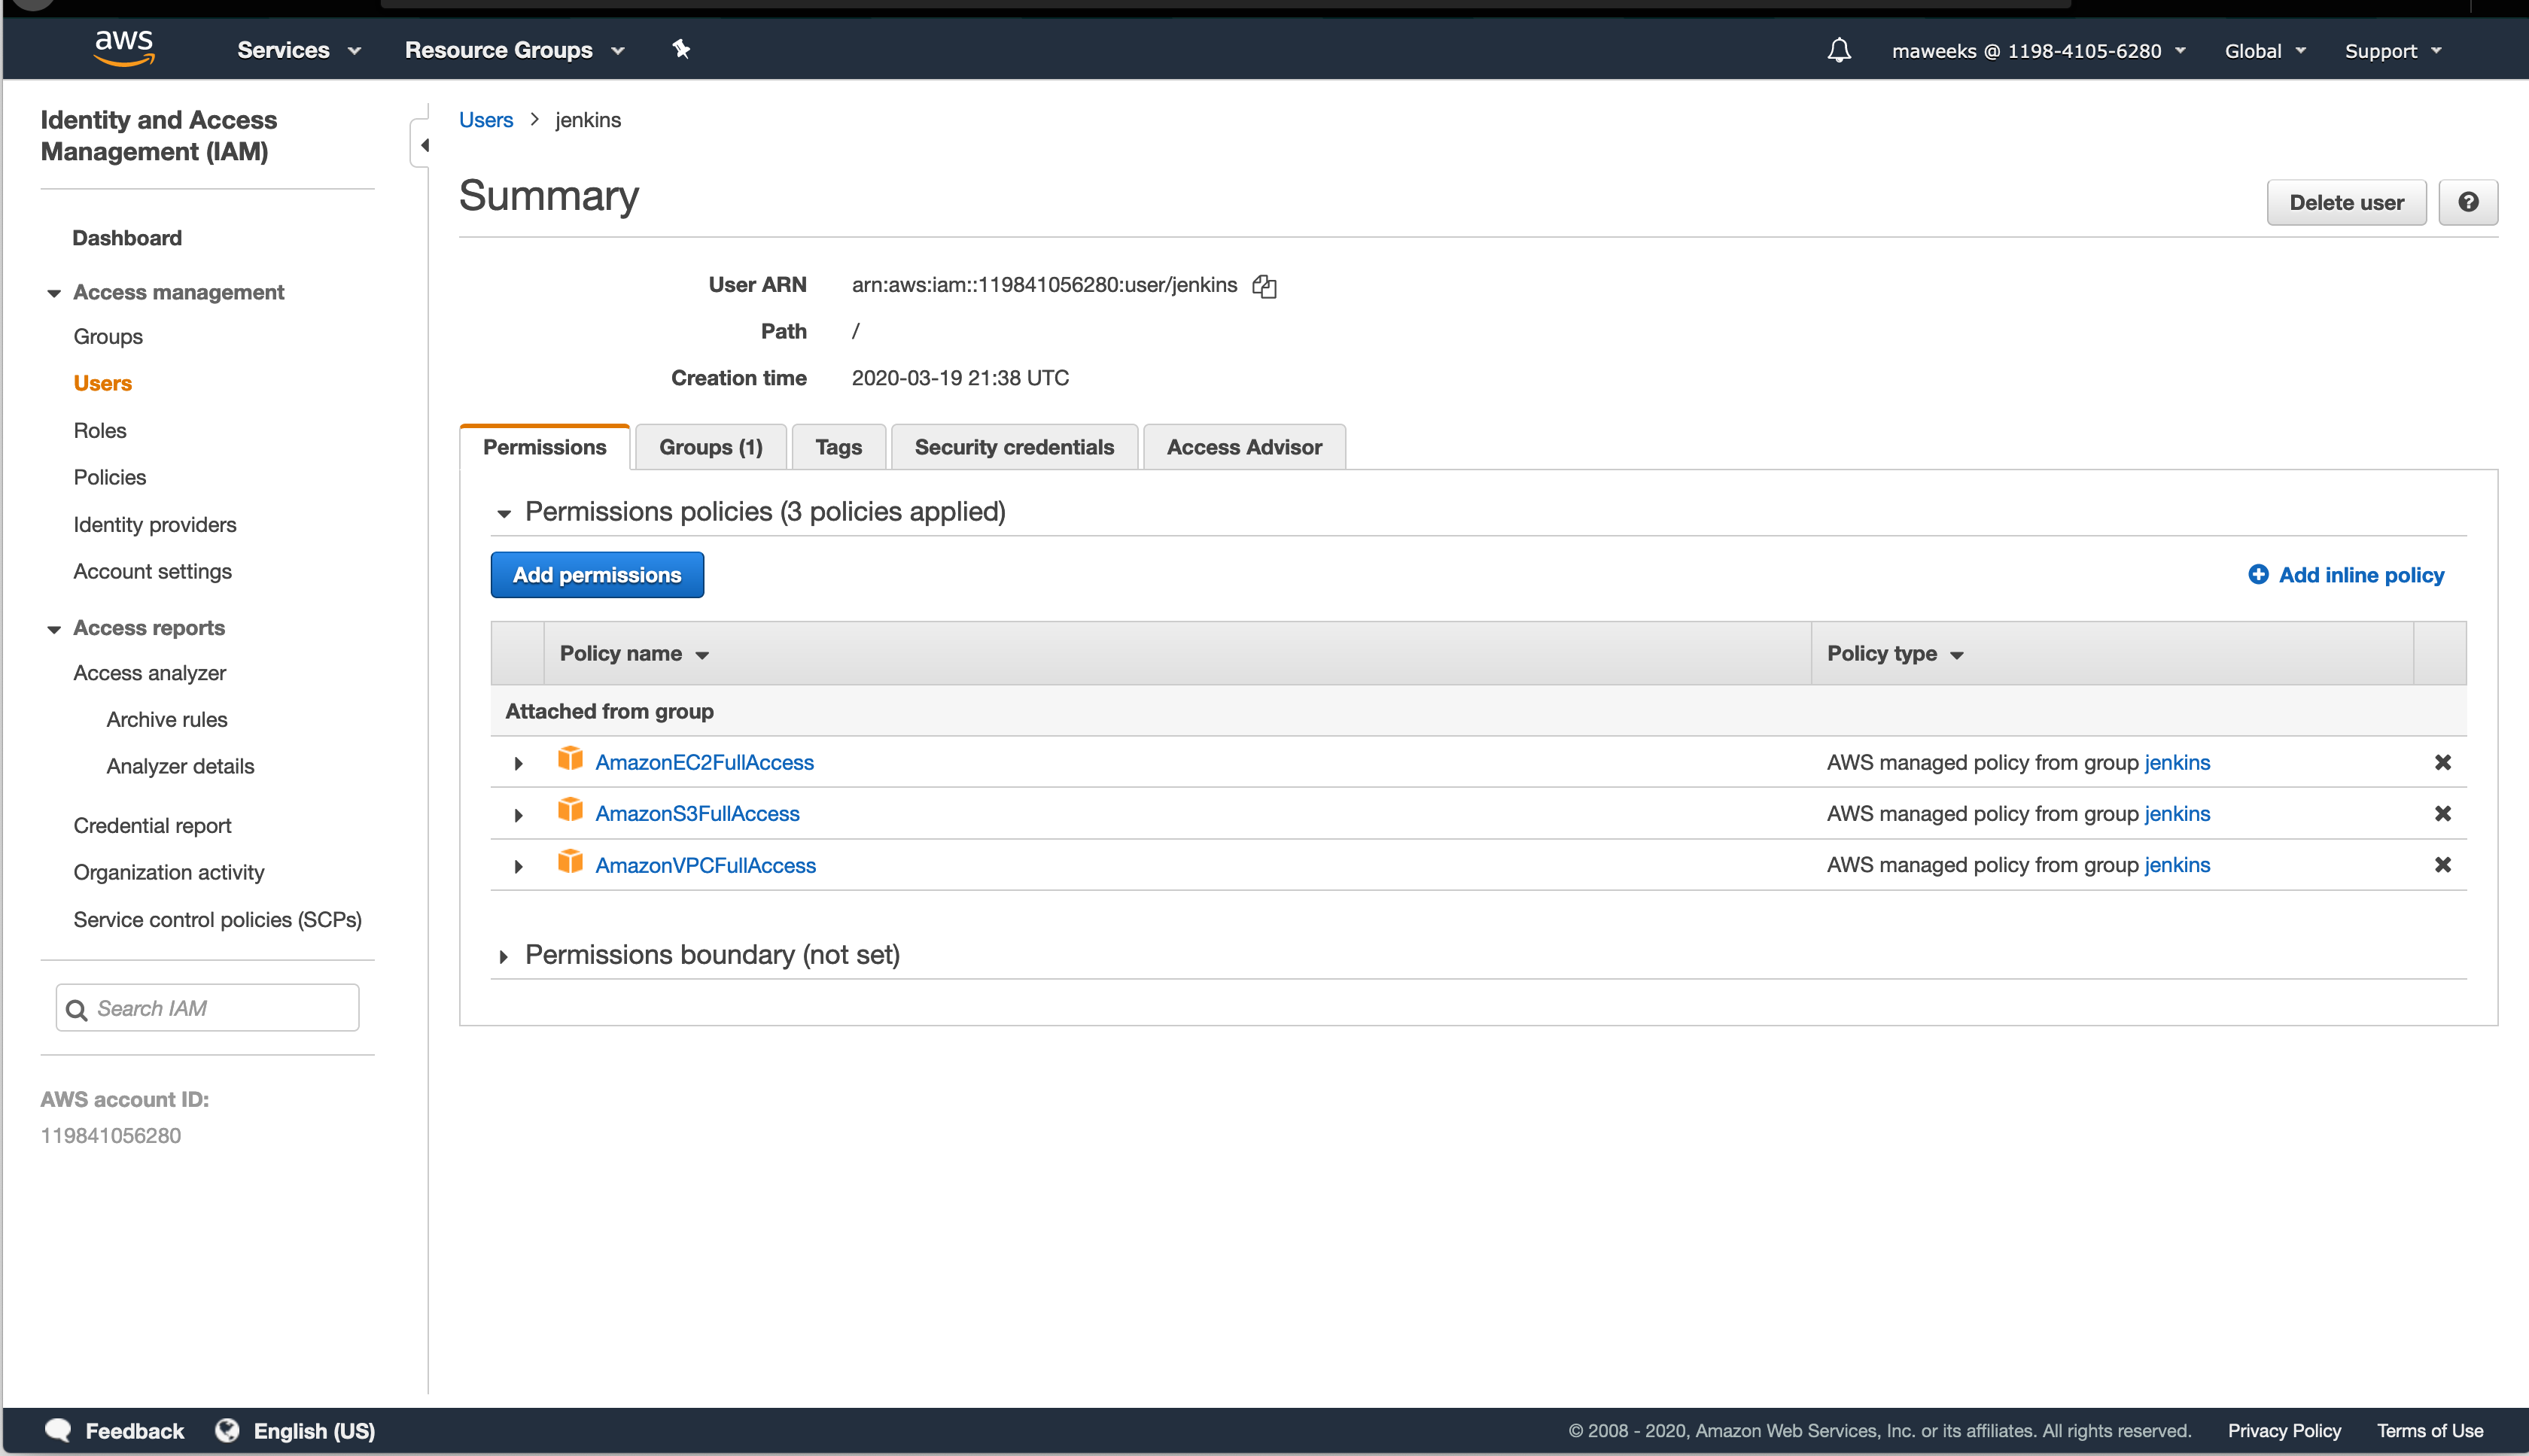 aws Services Resource Groups maweeks @ 1198-4105-6280 Global Support
Identity and Access
Management (IAM)
Dashboard
Access management
Groups
Users
Roles
Policies
Identity providers
Account settings
Access reports
Access analyzer
Archive rules
Analyzer details
Credential report
Organization activity
Service control policies (SCPs)
Search IAM
AWS account ID:
119841056280
Users > jenkins
Summary
Delete user
User ARN arn:aws:iam::119841056280:user/jenkins
Path /
Creation time 2020-03-19 21:38 UTC
Permissions Groups (1) Tags Security credentials Access Advisor
Permissions policies (3 policies applied)
Add permissions Add inline policy
Policy name Policy type
Attached from group
AmazonEC2FullAccess AWS managed policy from group jenkins
AmazonS3FullAccess AWS managed policy from group jenkins
AmazonVPCFullAccess AWS managed policy from group jenkins
Permissions boundary (not set)
Feedback English (US) © 2008 - 2020, Amazon Web Services, Inc. or its affiliates. All rights reserved. Privacy Policy Terms of Use